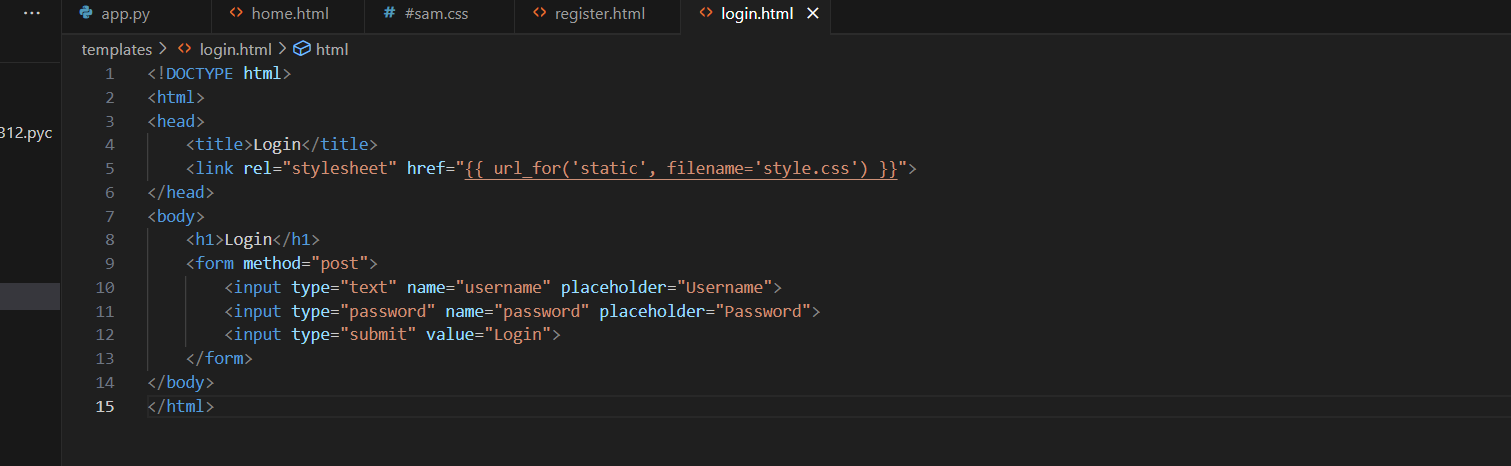 ··· app.py <> home.html # #sam.css <> register.html <> login.html ×
templates > <> login.html > html
312.pyc
1 <!DOCTYPE html>
2 <html>
3 <head>
4 <title>Login</title>
5 <link rel="stylesheet" href="{{ url_for('static', filename='style.css') }}">
6 </head>
7 <body>
8 <h1>Login</h1>
9 <form method="post">
10 <input type="text" name="username" placeholder="Username">
11 <input type="password" name="password" placeholder="Password">
12 <input type="submit" value="Login">
13 </form>
14 </body>
15 </html>